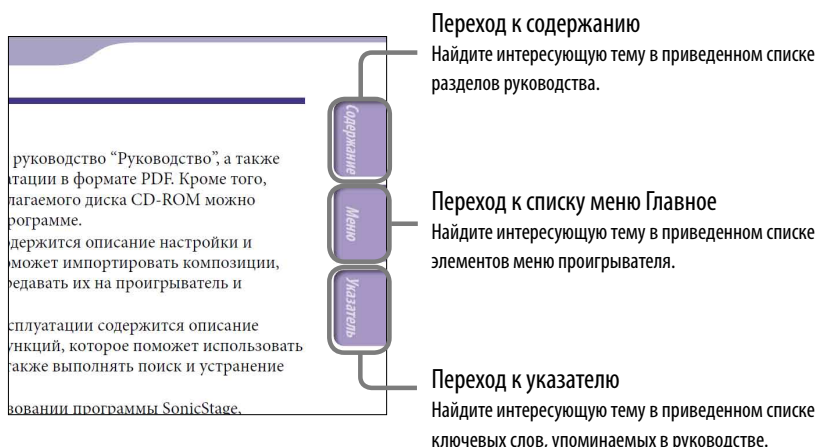 руководство “Руководство”, а также
атации в формате PDF. Кроме того,
лагаемого диска CD-ROM можно
рограмме.
одержится описание настройки и
оможет импортировать композиции,
редавать их на проигрыватель и
сплуатации содержится описание
ункций, которое поможет использовать
также выполнять поиск и устранение
зовании программы SonicStage,
Содержание
Меню
Указатель
Переход к содержанию
Найдите интересующую тему в приведенном списке
разделов руководства.
Переход к списку меню Главное
Найдите интересующую тему в приведенном списке
элементов меню проигрывателя.
Переход к указателю
Найдите интересующую тему в приведенном списке
ключевых слов, упоминаемых в руководстве.